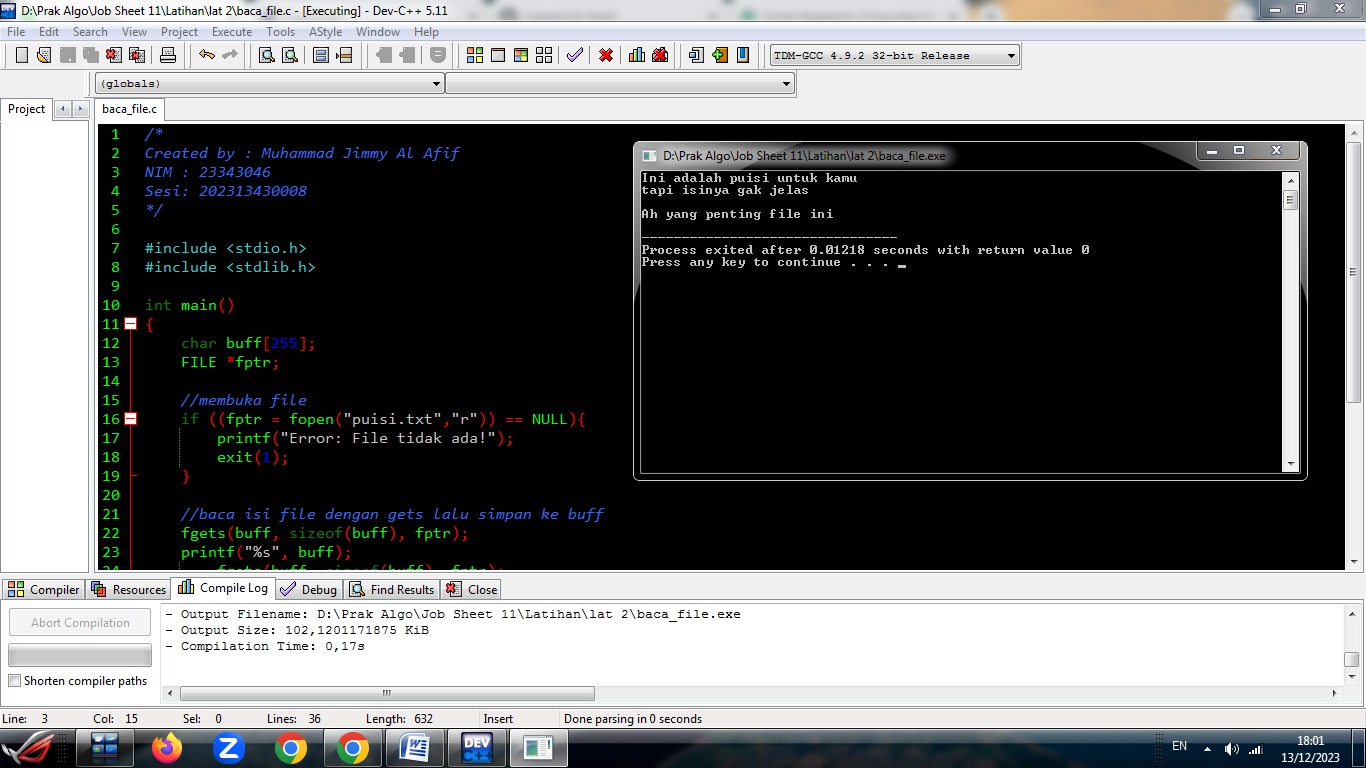 D:\Prak Algo\Job Sheet 11\Latihan\lat 2\baca_file.c - [Executing] - Dev-C++ 5.11
File Edit Search View Project Execute Tools AStyle Window Help
TDM-GCC 4.9.2 32-bit Release
(globals)
Project
baca_file.c
1 /*
2 Created by : Muhammad Jimmy Al Afif
3 NIM : 23343046
4 Sesi: 202313430008
5 */
6
7 #include <stdio.h>
8 #include <stdlib.h>
9
10 int main()
11 {
12 char buff[255];
13 FILE *fptr;
14
15 //membuka file
16 if ((fptr = fopen("puisi.txt","r")) == NULL){
17 printf("Error: File tidak ada!");
18 exit(1);
19 }
20
21 //baca isi file dengan gets lalu simpan ke buff
22 fgets(buff, sizeof(buff), fptr);
23 printf("%s", buff);
24 fgets(buff, sizeof(buff), fptr);
D:\Prak Algo\Job Sheet 11\Latihan\lat 2\baca_file.exe
Ini adalah puisi untuk kamu
tapi isinya gak jelas
Ah yang penting file ini
--------------------------------
Process exited after 0.01218 seconds with return value 0
Press any key to continue . . . _
Compiler Resources Compile Log Debug Find Results Close
Abort Compilation
Shorten compiler paths
- Output Filename: D:\Prak Algo\Job Sheet 11\Latihan\lat 2\baca_file.exe
- Output Size: 102,1201171875 KiB
- Compilation Time: 0,17s
Line: 3 Col: 15 Sel: 0 Lines: 36 Length: 632 Insert Done parsing in 0 seconds
DEV
EN
18:01
13/12/2023